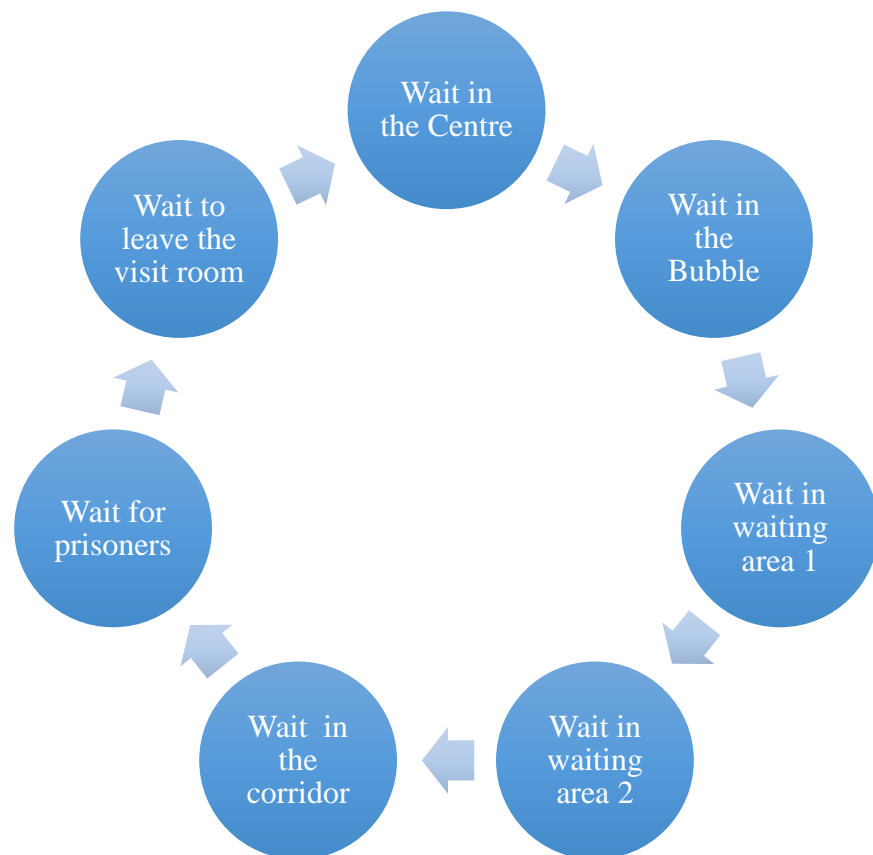 Wait in
the Centre
Wait in
the
Bubble
Wait in
waiting
area 1
Wait in
waiting
area 2
Wait  in
the
corridor
Wait for
prisoners
Wait to
leave the
visit room